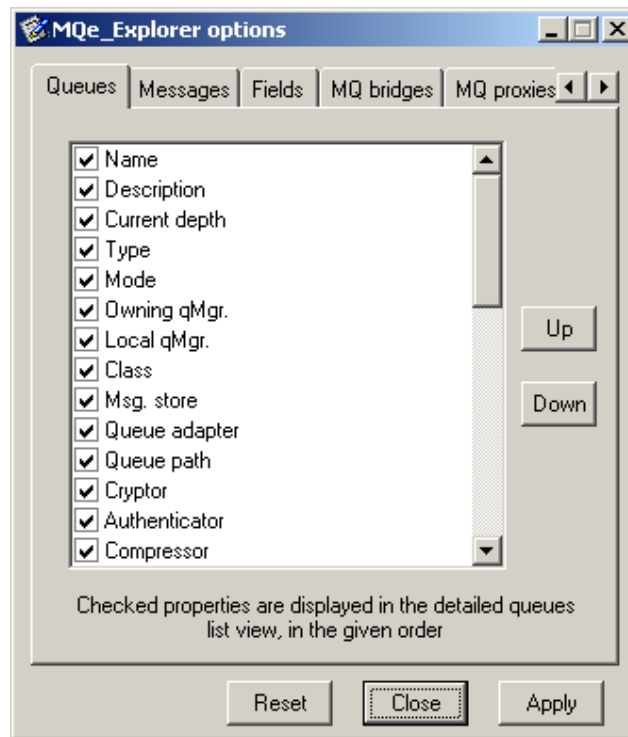 MQe_Explorer options
Queues Messages Fields MQ bridges MQ proxies
Name
Description
Current depth
Type
Mode
Owning qMgr.
Local qMgr.
Class
Msg. store
Queue adapter
Queue path
Cryptor
Authenticator
Compressor
Up
Down
Checked properties are displayed in the detailed queues
list view, in the given order
Reset Close Apply